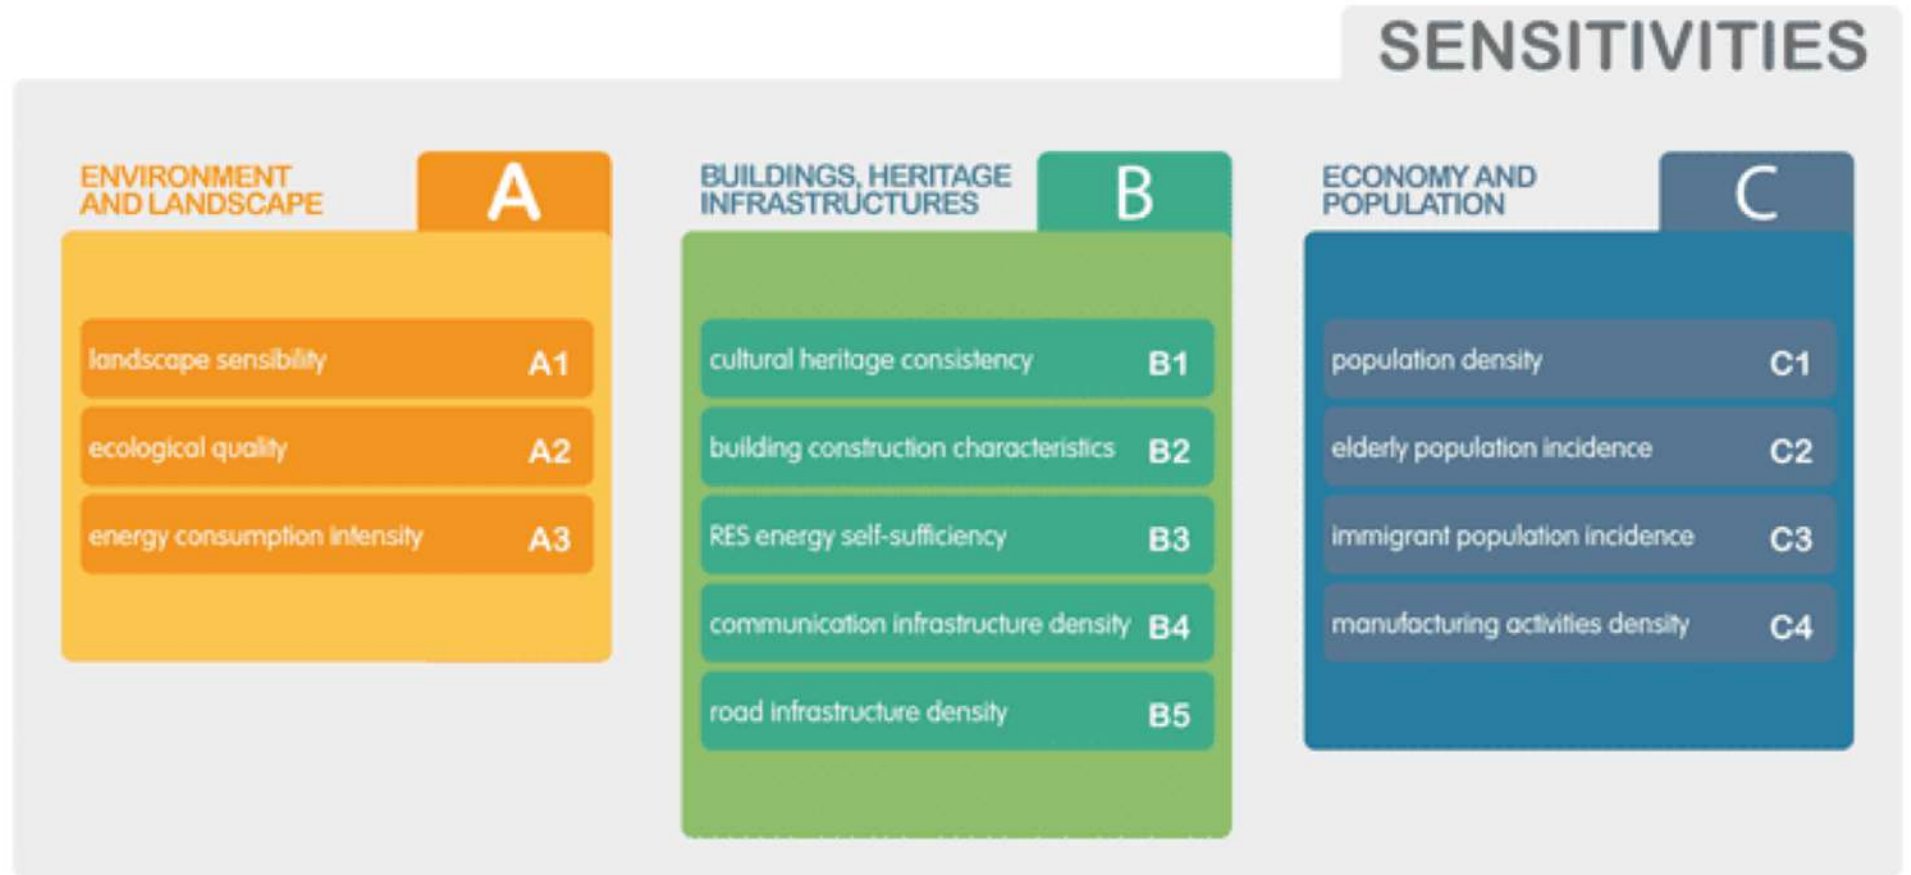 SENSITIVITIES
ENVIRONMENT
AND LANDSCAPE
A
landscape sensibility A1
ecological quality A2
energy consumption intensity A3
BUILDINGS, HERITAGE
INFRASTRUCTURES
B
cultural heritage consistency B1
building construction characteristics B2
RES energy self-sufficiency B3
communication infrastructure density B4
road infrastructure density B5
ECONOMY AND
POPULATION
C
population density C1
elderly population incidence C2
immigrant population incidence C3
manufacturing activities density C4